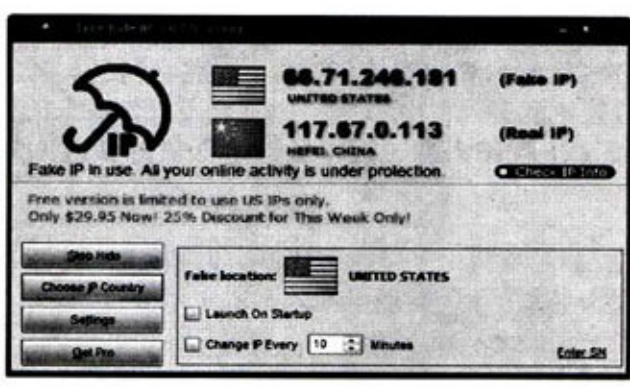 66.71.246.181 (Fake IP)
UNITED STATES
117.67.0.113 (Real IP)
HEFEI, CHINA
IP
Fake IP in use. All your online activity is under protection.
Check IP Info
Free version is limited to use US IPs only.
Only $29.95 Now! 25% Discount for This Week Only!
Stop Hide
Choose IP Country
Settings
Get Pro
Fake location: UNITED STATES
Launch On Startup
Change IP Every 10 Minutes
Enter SN